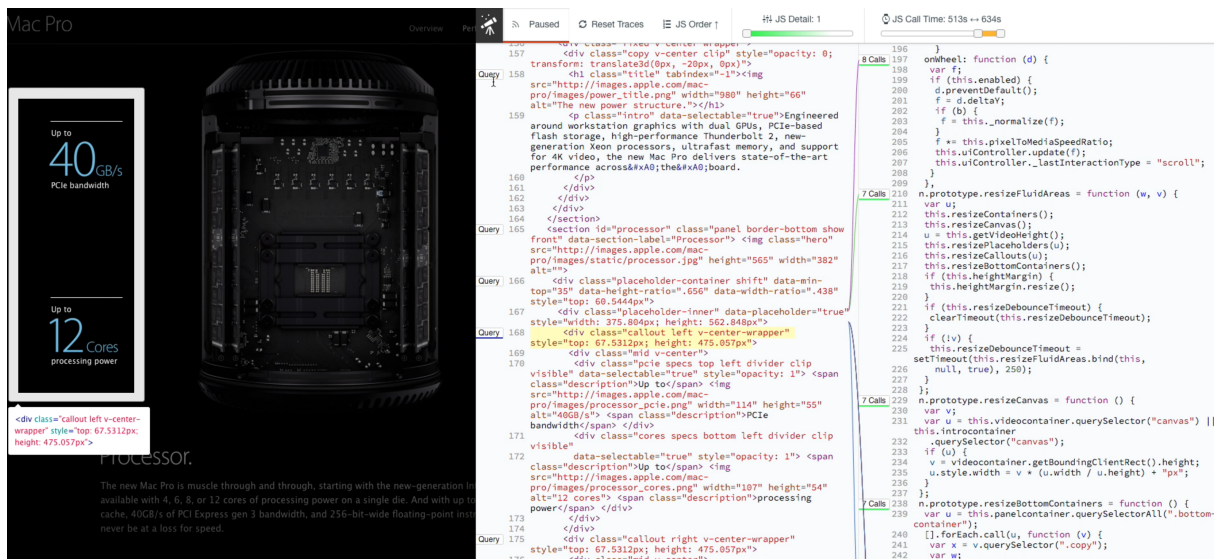 Mac Pro
Overview
Per
Up to
40GB/s
PCIe bandwidth
Up to
12 Cores
processing power
<div class="callout left v-center-
wrapper" style="top: 67.5312px;
height: 475.057px">
Processor.
The new Mac Pro is muscle through and through, starting with the new-generation In
available with 4, 6, 8, or 12 cores of processing power on a single die. And with up to
cache, 40GB/s of PCI Express gen 3 bandwidth, and 256-bit-wide floating-point instr
never be at a loss for speed.
Paused
Reset Traces
JS Order ↑
JS Detail: 1
JS Call Time: 513s ↔ 634s
156 <div class="fixed v-center wrapper">
157 <div class="copy v-center clip" style="opacity: 0;
transform: translate3d(0px, -20px, 0px)">
Query 158 <h1 class="title" tabindex="-1"><img
src="http://images.apple.com/mac-
pro/images/power_title.png" width="980" height="66"
alt="The new power structure."></h1>
159 <p class="intro" data-selectable="true">Engineered
around workstation graphics with dual GPUs, PCIe-based
flash storage, high-performance Thunderbolt 2, new-
generation Xeon processors, ultrafast memory, and support
for 4K video, the new Mac Pro delivers state-of-the-art
performance across&#xA0;the&#xA0;board.
160 </p>
161 </div>
162 </div>
163 </div>
164 </section>
Query 165 <section id="processor" class="panel border-bottom show
front" data-section-label="Processor"> <img class="hero"
src="http://images.apple.com/mac-
pro/images/static/processor.jpg" height="565" width="382"
alt="">
Query 166 <div class="placeholder-container shift" data-min-
top="35" data-height-ratio=".656" data-width-ratio=".438"
style="top: 60.5444px">
167 <div class="placeholder-inner" data-placeholder="true"
style="width: 375.804px; height: 562.848px">
Query 168 <div class="callout left v-center-wrapper"
style="top: 67.5312px; height: 475.057px">
169 <div class="mid v-center">
170 <div class="pcie specs top left divider clip
visible" data-selectable="true" style="opacity: 1"> <span
class="description">Up to</span> <img
src="http://images.apple.com/mac-
pro/images/processor_pcie.png" width="114" height="55"
alt="40GB/s"> <span class="description">PCIe
bandwidth</span> </div>
171 <div class="cores specs bottom left divider clip
visible"
172 data-selectable="true" style="opacity: 1"> <span
class="description">Up to</span> <img
src="http://images.apple.com/mac-
pro/images/processor_cores.png" width="107" height="54"
alt="12 cores"> <span class="description">processing
power</span> </div>
173 </div>
174 </div>
Query 175 <div class="callout right v-center-wrapper"
style="top: 67.5312px; height: 475.057px">
176 <div class="mid v-center">
196 }
8 Calls 197 onWheel: function (d) {
198 var f;
199 if (this.enabled) {
200 d.preventDefault();
201 f = d.deltaY;
202 if (b) {
203 f = this._normalize(f);
204 }
205 f *= this.pixelToMediaSpeedRatio;
206 this.uiController.update(f);
207 this.uiController._lastInteractionType = "scroll";
208 }
209 },
7 Calls 210 n.prototype.resizeFluidAreas = function (w, v) {
211 var u;
212 this.resizeContainers();
213 this.resizeCanvas();
214 u = this.getVideoHeight();
215 this.resizePlaceholders(u);
216 this.resizeCallouts(u);
217 this.resizeBottomContainers();
218 if (this.heightMargin) {
219 this.heightMargin.resize();
220 }
221 if (this.resizeDebounceTimeout) {
222 clearTimeout(this.resizeDebounceTimeout);
223 }
224 if (!v) {
225 this.resizeDebounceTimeout =
setTimeout(this.resizeFluidAreas.bind(this,
226 null, true), 250);
227 }
228 };
7 Calls 229 n.prototype.resizeCanvas = function () {
230 var v;
231 var u = this.videocontainer.querySelector("canvas") ||
this.introcontainer
232 .querySelector("canvas");
233 if (u) {
234 v = videocontainer.getBoundingClientRect().height;
235 u.style.width = v * (u.width / u.height) + "px";
236 }
237 };
7 Calls 238 n.prototype.resizeBottomContainers = function () {
239 var u = this.panelcontainer.querySelectorAll(".bottom-
container");
240 [].forEach.call(u, function (v) {
241 var x = v.querySelector(".copy");
242 var w;